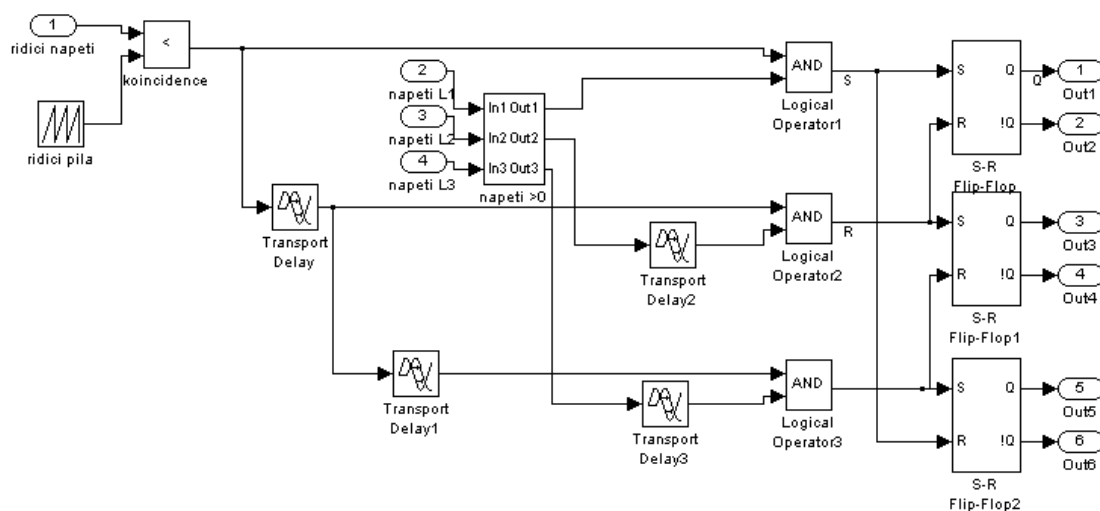 1
ridici napeti
<
koincidence
ridici pila
2
napeti L1
3
napeti L2
4
napeti L3
In1 Out1
In2 Out2
In3 Out3
napeti >0
AND
S
Logical
Operator1
S
Q
Q
R
!Q
S-R
Flip-Flop
1
Out1
2
Out2
Transport
Delay
Transport
Delay2
AND
R
Logical
Operator2
S
Q
R
!Q
S-R
Flip-Flop1
3
Out3
4
Out4
Transport
Delay1
Transport
Delay3
AND
Logical
Operator3
S
Q
R
!Q
S-R
Flip-Flop2
5
Out5
6
Out6